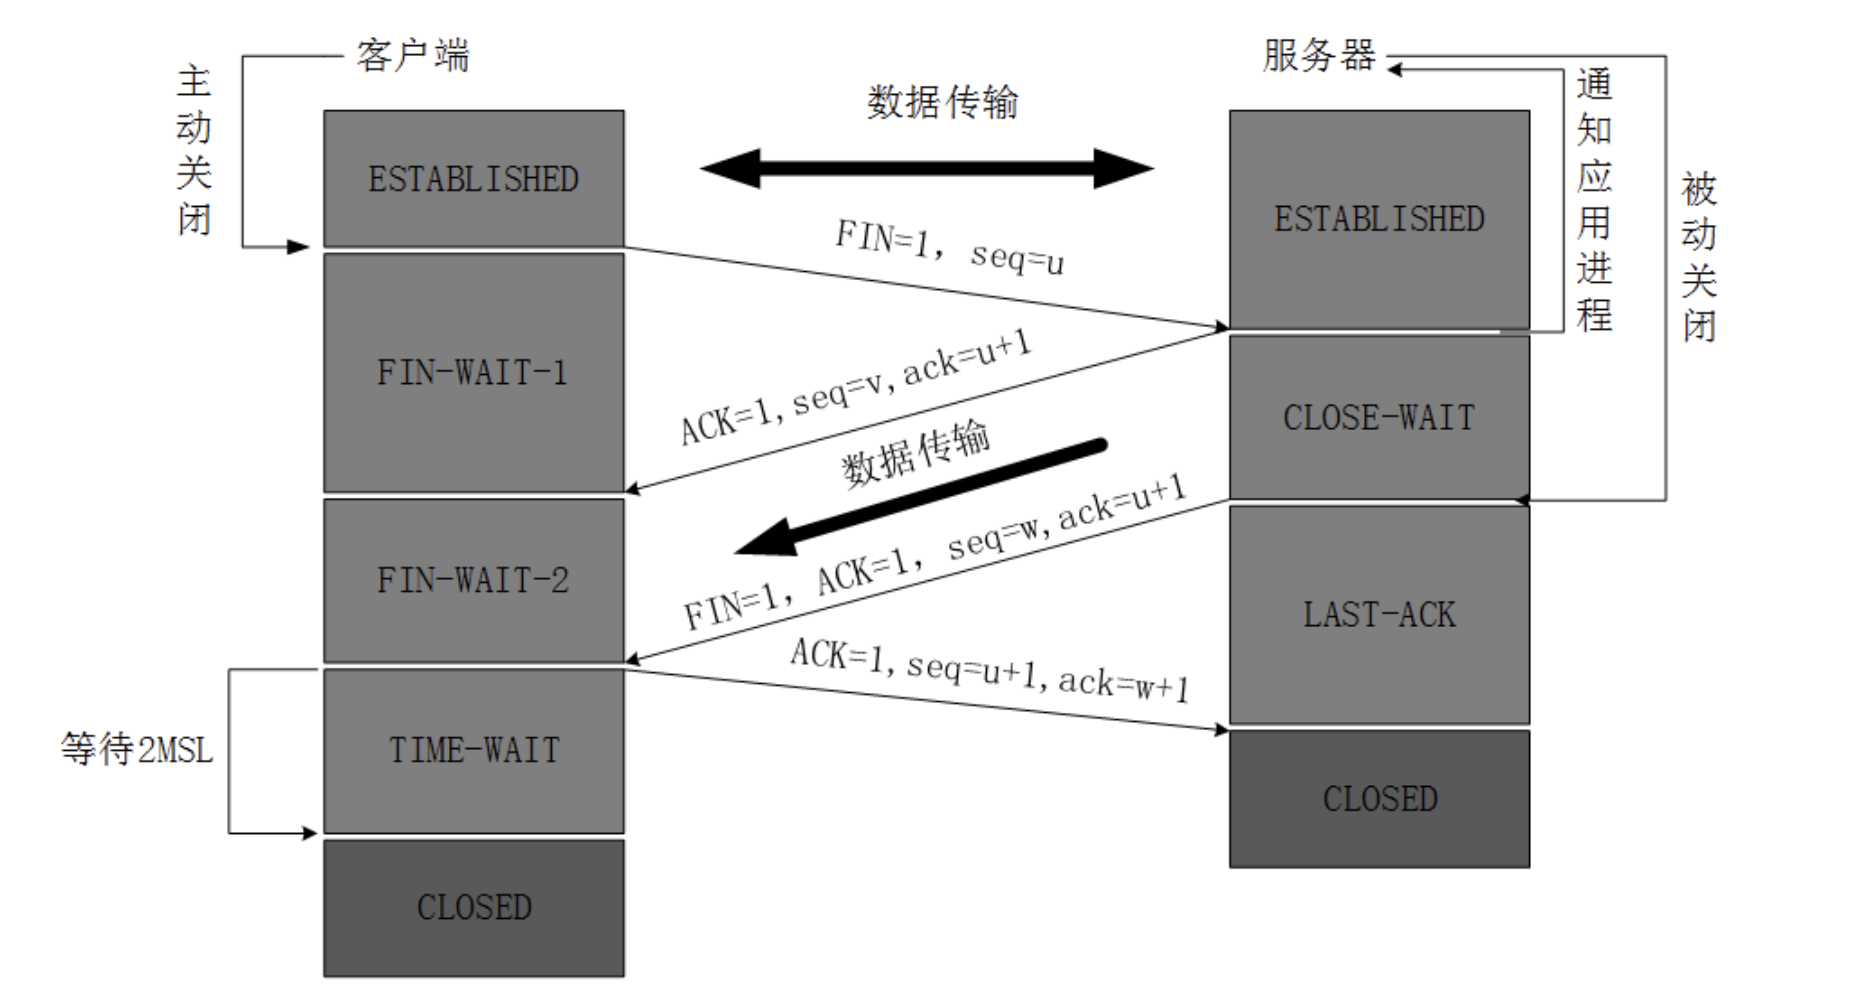 客户端
服务器
主动关闭
数据传输
通知应用进程
被动关闭
ESTABLISHED
ESTABLISHED
FIN=1, seq=u
FIN-WAIT-1
ACK=1,seq=v,ack=u+1
CLOSE-WAIT
数据传输
FIN=1, ACK=1, seq=w,ack=u+1
FIN-WAIT-2
LAST-ACK
ACK=1,seq=u+1,ack=w+1
等待2MSL
TIME-WAIT
CLOSED
CLOSED